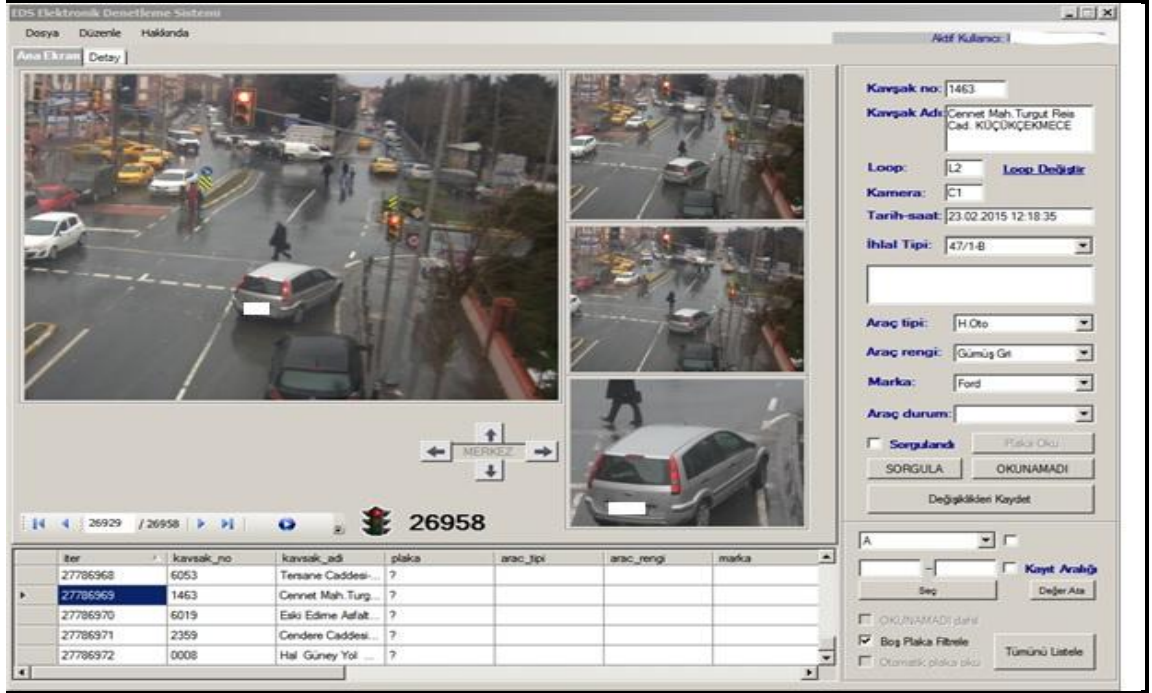 EDS Elektronik Denetleme Sistemi
Dosya Düzenle Hakkında
Aktif Kullanıcı:
Ana Ekran Detay
Kavşak no: 1463
Kavşak Adı: Cennet Mah.Turgut Reis
Cad. KÜÇÜKÇEKMECE
Loop: L2 Loop Değiştir
Kamera: C1
Tarih-saat: 23.02.2015 12:18:35
İhlal Tipi: 47/1-B
Araç tipi: H.Oto
Araç rengi: Gümüş Gri
Marka: Ford
Araç durum:
Sorgulandı Plaka Oku
SORGULA OKUNAMADI
Değişiklikleri Kaydet
MERKEZ
26929 / 26958 26958
A
- Kayıt Aralığı
Seç Değer Ata
OKUNAMADI dahil
Boş Plaka Filtrele
Otomatik plaka oku
Tümünü Listele
iter kavsak_no kavsak_adi plaka arac_tipi arac_rengi marka
27786968 6053 Tersane Caddesi-... ?
27786969 1463 Cennet Mah.Turg... ?
27786970 6019 Eski Edirne Asfalt... ?
27786971 2359 Cendere Caddesi... ?
27786972 0008 Hal Güney Yol ... ?